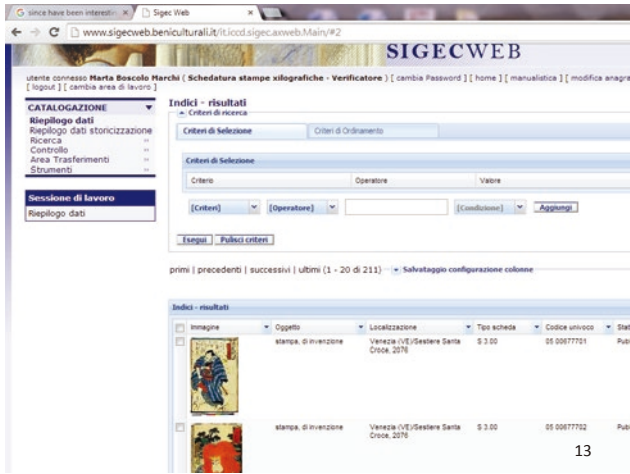 since have been interestin
Sigec Web
www.sigecweb.beniculturali.it/it.iccd.sigec.axweb.Main/#2
SIGECWEB
utente connesso Marta Boscolo Marchi ( Schedatura stampe xilografiche - Verificatore ) [ cambia Password ] [ home ] [ manualistica ] [ modifica anagra
[ logout ] [ cambia area di lavoro ]
CATALOGAZIONE
Riepilogo dati
Riepilogo dati storicizzazione
Ricerca
Controllo
Area Trasferimenti
Strumenti
Sessione di lavoro
Riepilogo dati
Indici - risultati
Criteri di ricerca
Criteri di Selezione Criteri di Ordinamento
Criteri di Selezione
Criterio Operatore Valore
[Criteri] [Operatore] [Condizione] Aggiungi
Esegui Pulisci criteri
primi | precedenti | successivi | ultimi (1 - 20 di 211) Salvataggio configurazione colonne
Indici - risultati
Immagine Oggetto Localizzazione Tipo scheda Codice univoco Stat
stampa, di invenzione Venezia (VE)/Sestiere Santa S 3.00 05 00677701 Pub
Croce, 2076
stampa, di invenzione Venezia (VE)/Sestiere Santa S 3.00 05 00677702 Pub
Croce, 2076
13